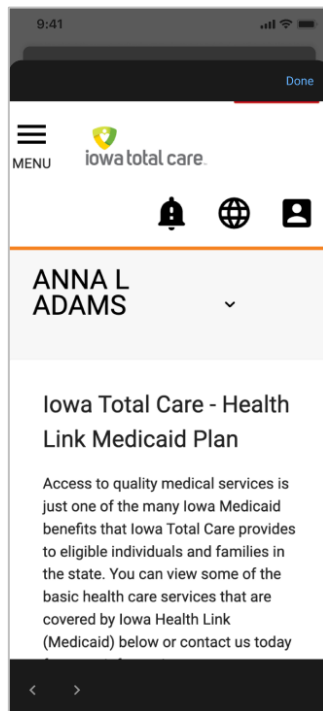 9:41
Done
MENU
iowa total care™
ANNA L
ADAMS
Iowa Total Care - Health
Link Medicaid Plan
Access to quality medical services is
just one of the many Iowa Medicaid
benefits that Iowa Total Care provides
to eligible individuals and families in
the state. You can view some of the
basic health care services that are
covered by Iowa Health Link
(Medicaid) below or contact us today